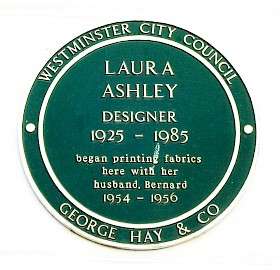 WESTMINSTER CITY COUNCIL
LAURA
ASHLEY
DESIGNER
1925 - 1985
began printing fabrics
here with her
husband, Bernard
1954 - 1956
GEORGE HAY & CO